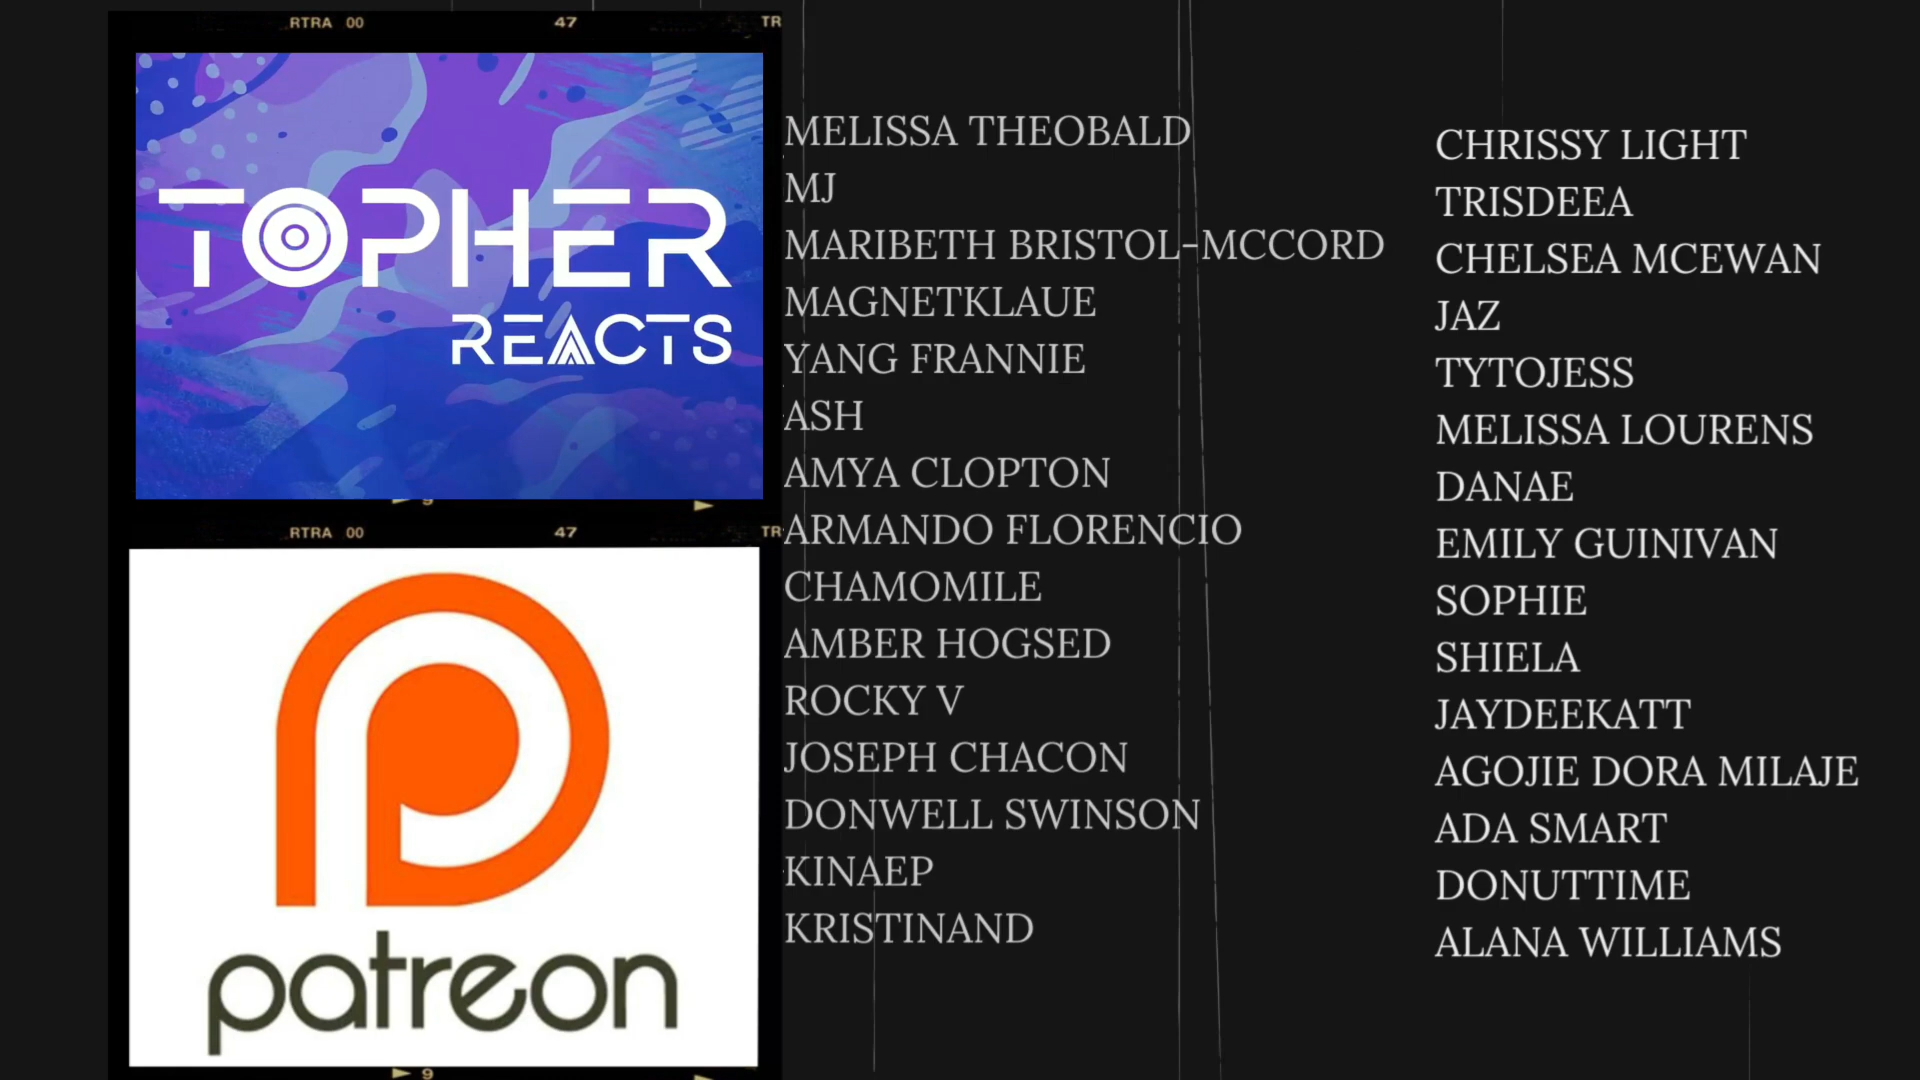 RTRA 00 47 TR
TOPHER
REACTS
9
RTRA 00 47 TR
patreon
9
MELISSA THEOBALD
MJ
MARIBETH BRISTOL-MCCORD
MAGNETKLAUE
YANG FRANNIE
ASH
AMYA CLOPTON
ARMANDO FLORENCIO
CHAMOMILE
AMBER HOGSED
ROCKY V
JOSEPH CHACON
DONWELL SWINSON
KINAEP
KRISTINAND
CHRISSY LIGHT
TRISDEEA
CHELSEA MCEWAN
JAZ
TYTOJESS
MELISSA LOURENS
DANAE
EMILY GUINIVAN
SOPHIE
SHIELA
JAYDEEKATT
AGOJIE DORA MILAJE
ADA SMART
DONUTTIME
ALANA WILLIAMS